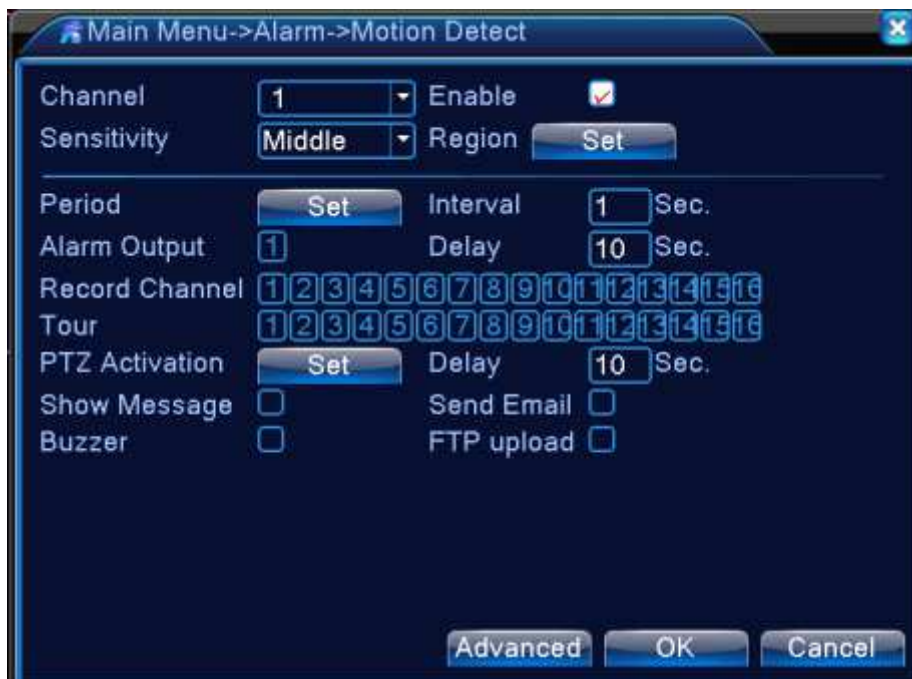 Main Menu->Alarm->Motion Detect
Channel 1 Enable
Sensitivity Middle Region Set
Period Set Interval 1 Sec.
Alarm Output 1 Delay 10 Sec.
Record Channel 1 2 3 4 5 6 7 8 9 10 11 12 13 14 15 16
Tour 1 2 3 4 5 6 7 8 9 10 11 12 13 14 15 16
PTZ Activation Set Delay 10 Sec.
Show Message Send Email
Buzzer FTP upload
Advanced OK Cancel